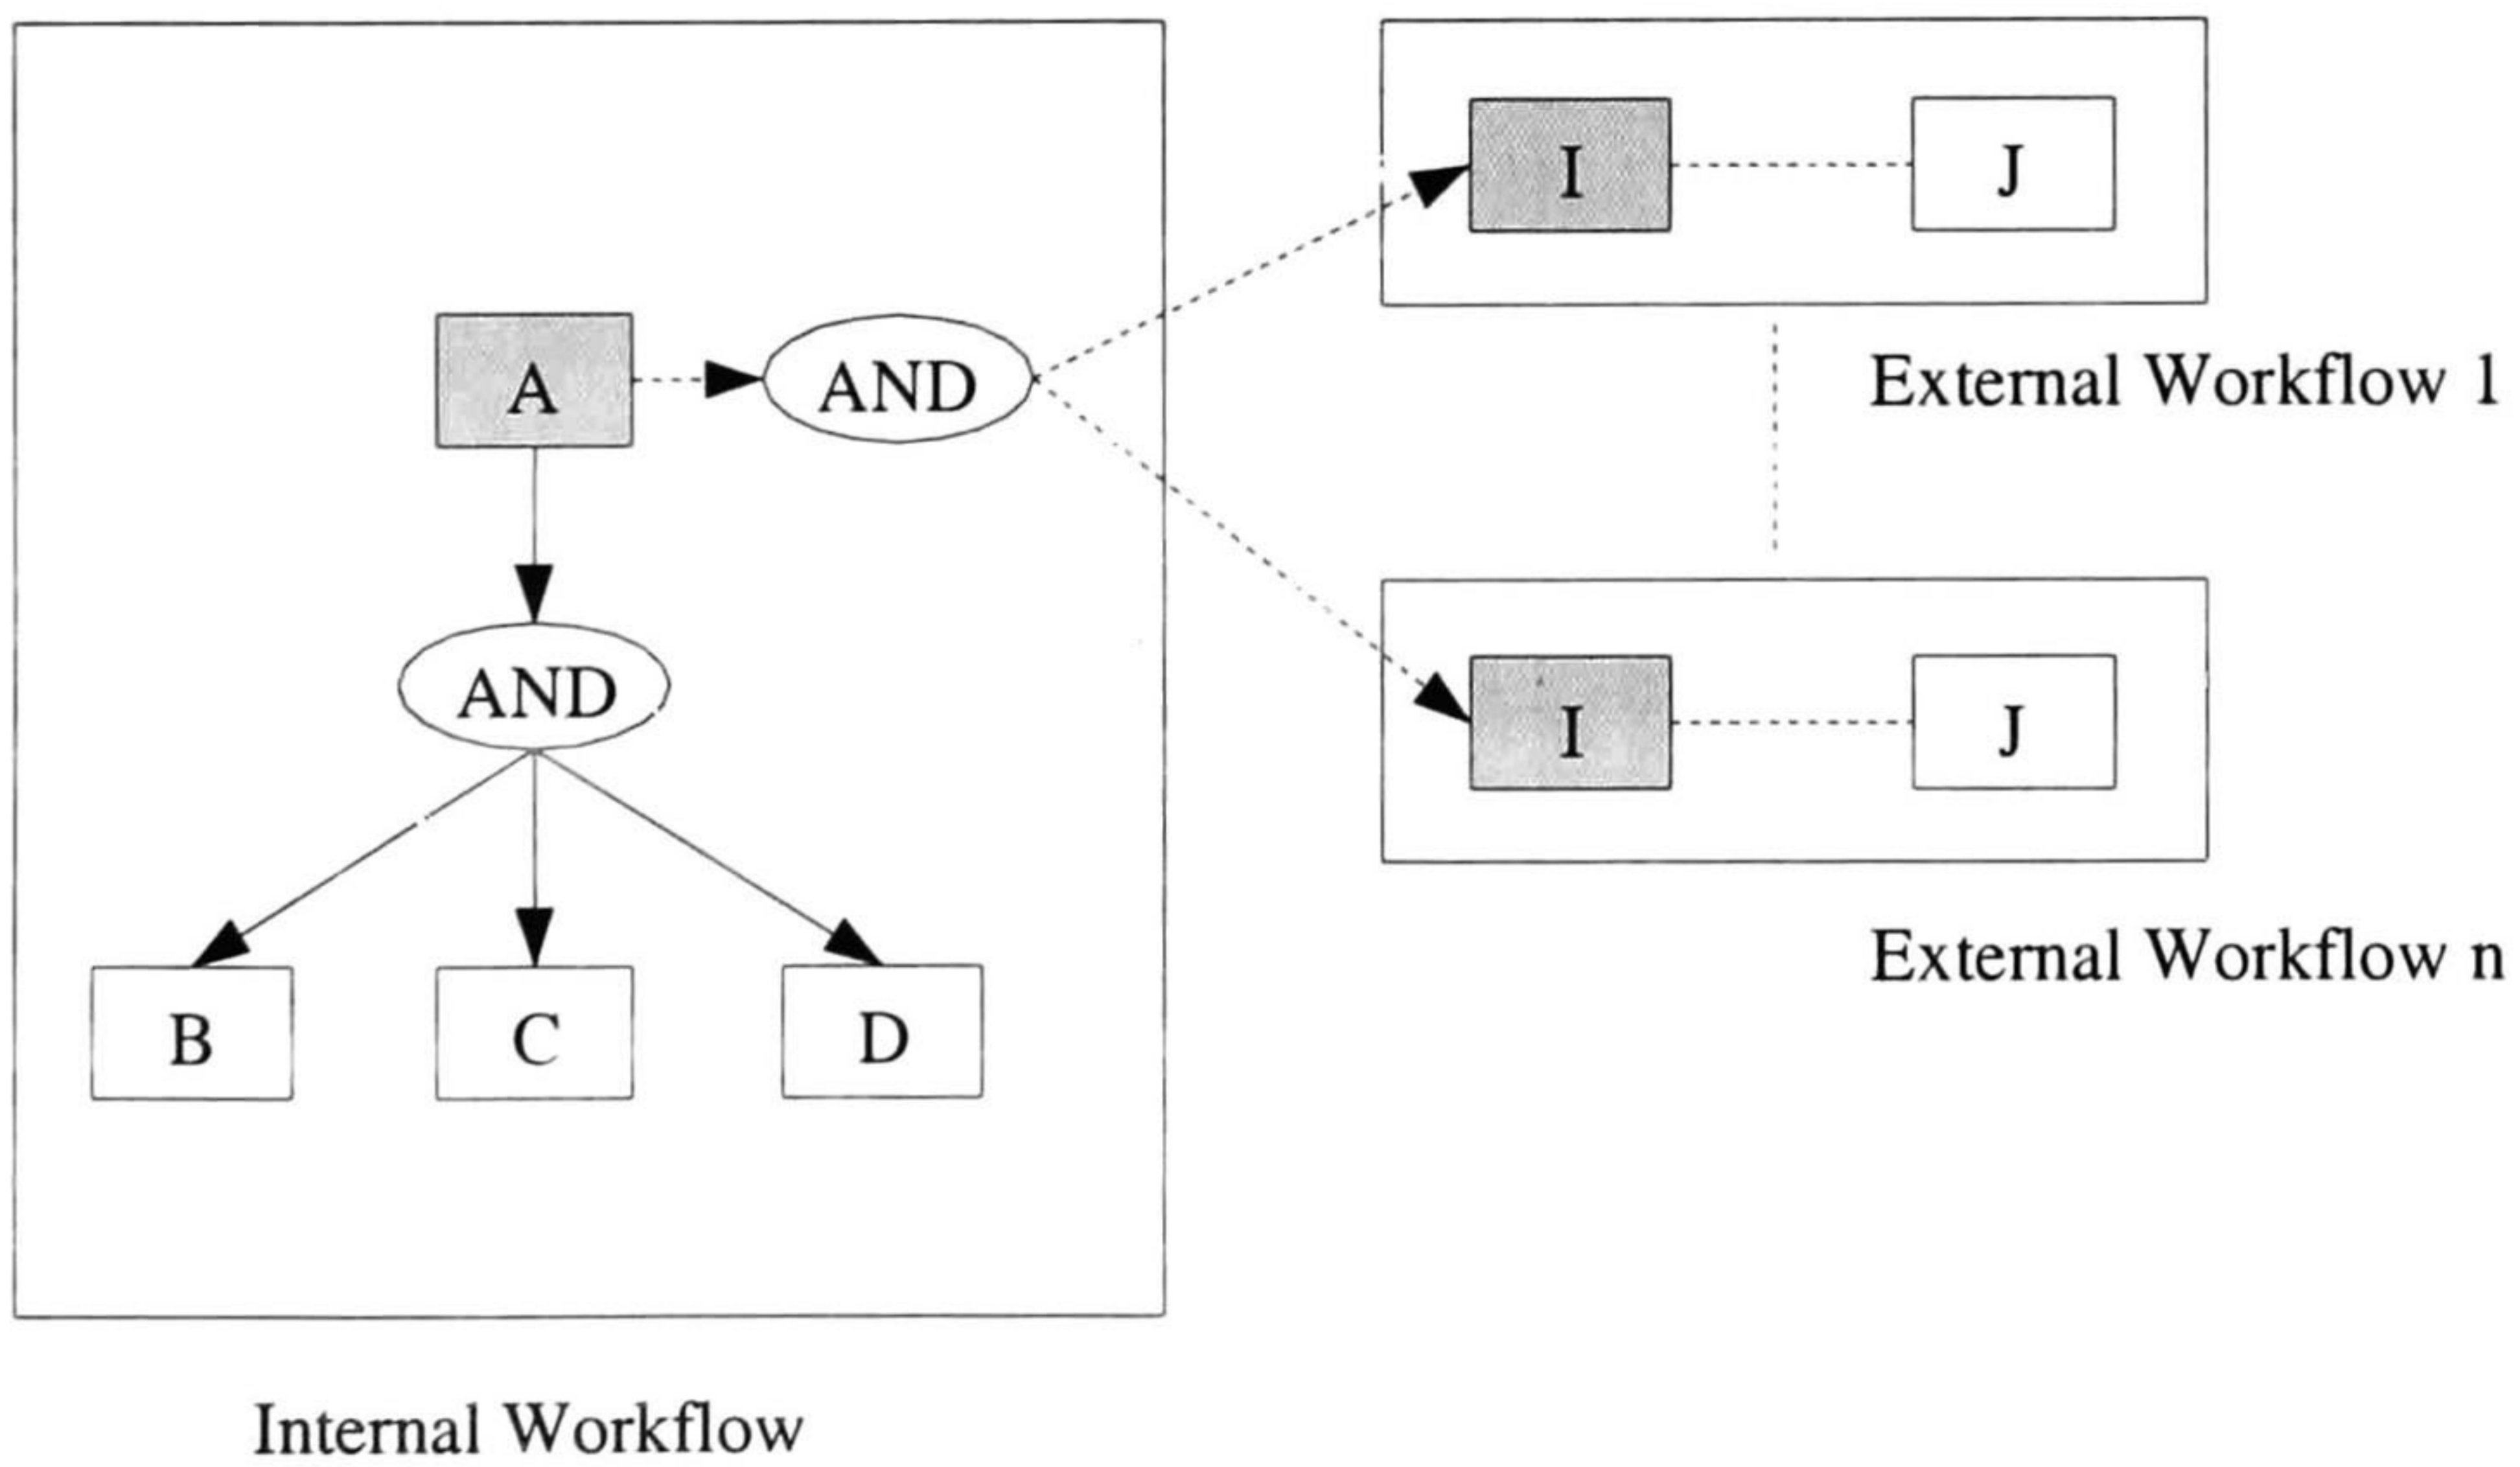 I
J
External Workflow 1
A
AND
AND
I
J
External Workflow n
B
C
D
Internal Workflow